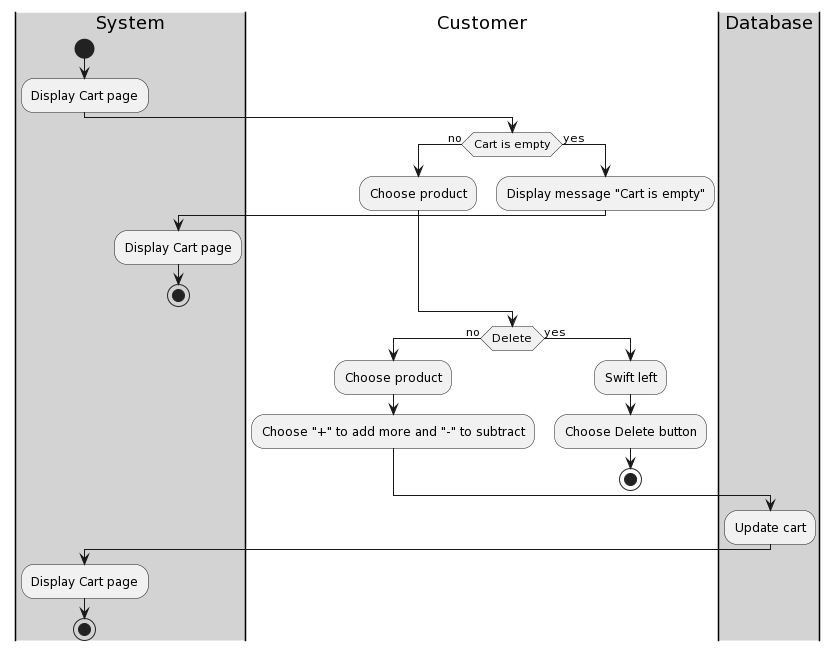 System
Customer
Database
Display Cart page
no
Cart is empty
yes
Choose product
Display message "Cart is empty"
Display Cart page
no
Delete
yes
Choose product
Swift left
Choose "+" to add more and "-" to subtract
Choose Delete button
Update cart
Display Cart page